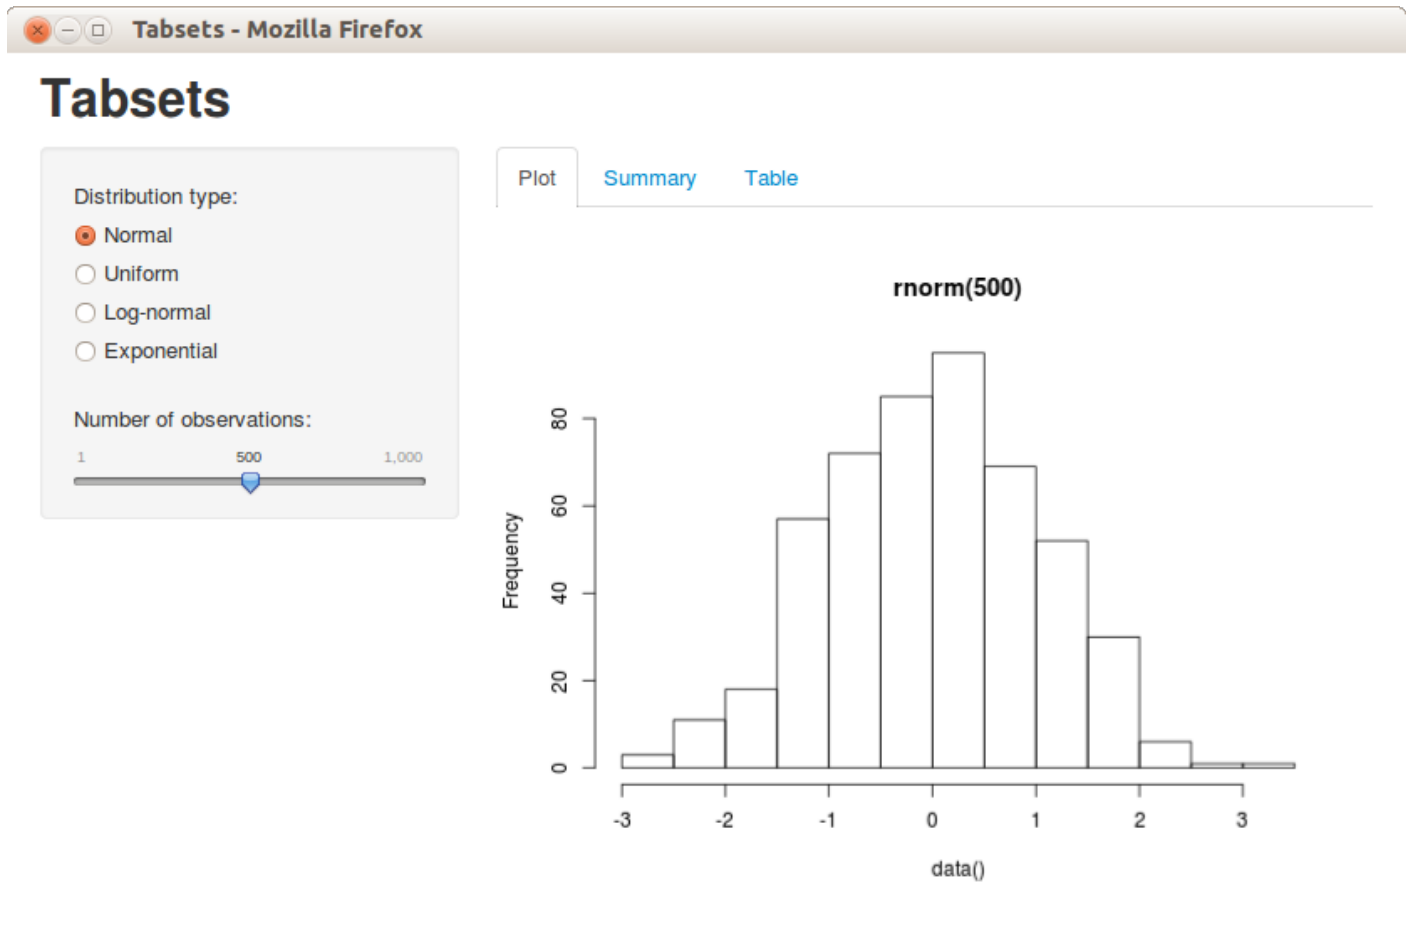 Tabsets - Mozilla Firefox
Tabsets
Distribution type:
Normal
Uniform
Log-normal
Exponential
Number of observations:
1 500 1,000
Plot Summary Table
rnorm(500)
Frequency
80
60
40
20
0
-3 -2 -1 0 1 2 3
data()